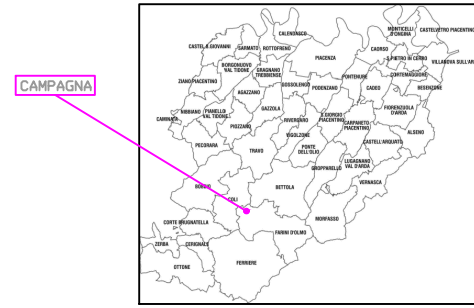 CALENDASCO
MONTICELLI D'ONGINA
CASTELVETRO PIACENTINO
CASTEL S.GIOVANNI
SARMATO
ROTTOFRENO
CAORSO
S.PIETRO IN CERRO
VILLANOVA SULL'AR
BORGONUOVO VAL TIDONE
GRAGNANO TREBBIENSE
PIACENZA
CORTEMAGGIORE
ZIANO PIACENTINO
PONTENURE
BESENZONE
CAMPAGNA
AGAZZANO
GOSSOLENGO
PODENZANO
CADEO
NIBBIANO
PIANELLO VAL TIDONE
GAZZOLA
FIORENZUOLA D'ARDA
CAMINATA
S.GIORGIO PIACENTINO
RIVERGARO
CARPANETO PIACENTINO
PIOZZANO
ALSENO
VIGOLZONE
PECORARA
TRAVO
PONTE DELL'OLIO
CASTELL'ARQUATO
LUGAGNANO VAL D'ARDA
GROPPARELLO
VERNASCA
BOBBIO
BETTOLA
COLI
MORFASSO
CORTE BRUGNATELLA
FARINI D'OLMO
ZERBA
CERIGNALE
OTTONE
FERRIERE